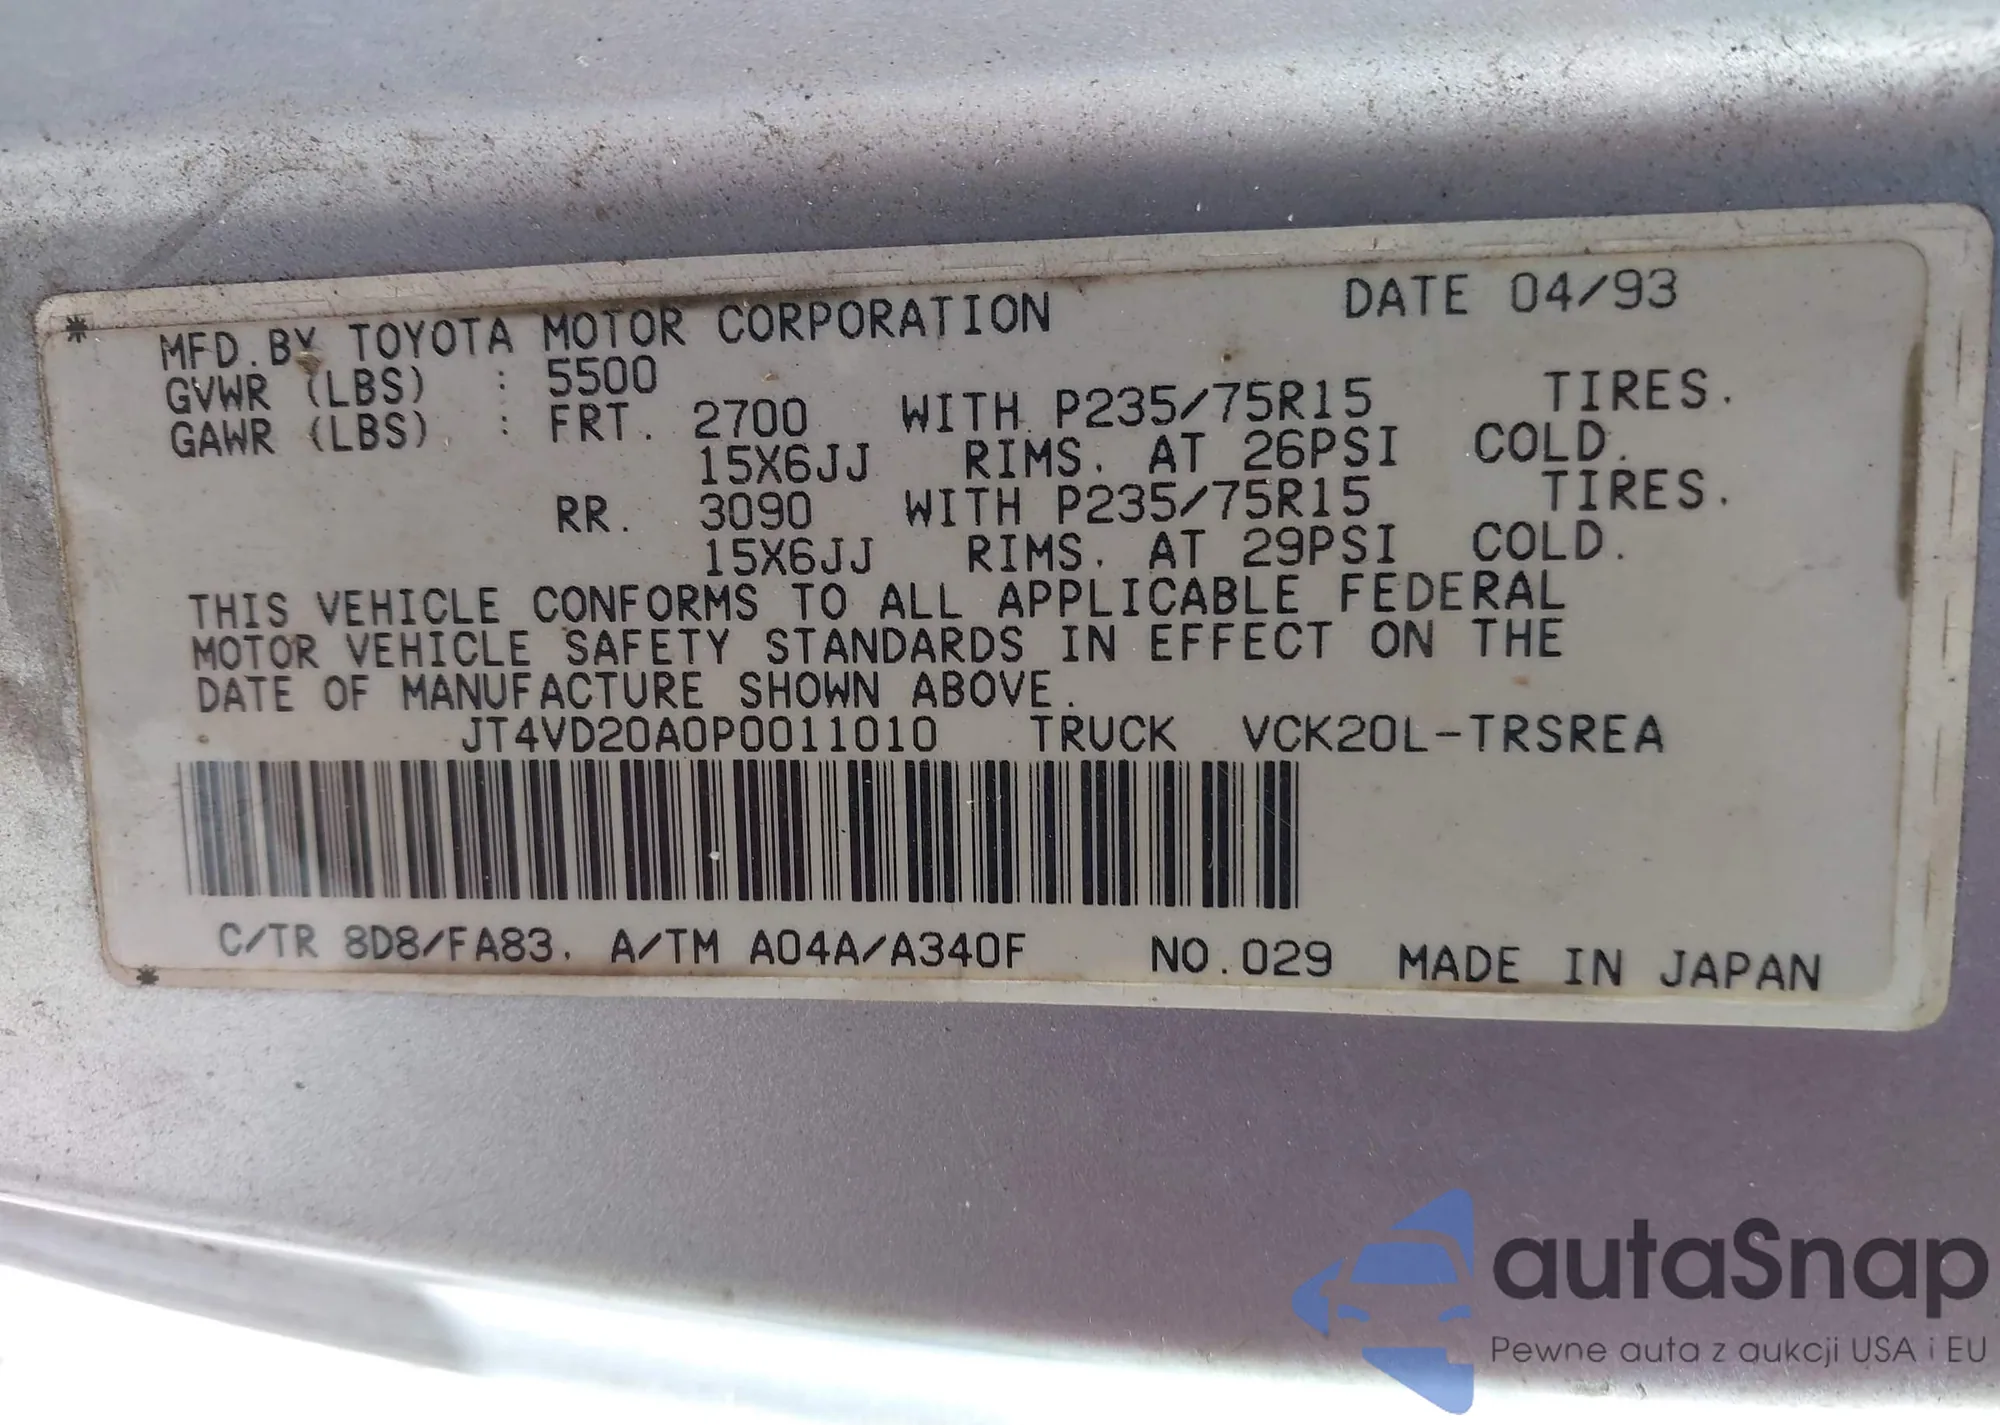 MFD.BY TOYOTA MOTOR CORPORATION DATE 04/93
GVWR (LBS) : 5500
GAWR (LBS) : FRT. 2700 WITH P235/75R15 TIRES.
15X6JJ RIMS. AT 26PSI COLD.
RR. 3090 WITH P235/75R15 TIRES.
15X6JJ RIMS. AT 29PSI COLD.
THIS VEHICLE CONFORMS TO ALL APPLICABLE FEDERAL
MOTOR VEHICLE SAFETY STANDARDS IN EFFECT ON THE
DATE OF MANUFACTURE SHOWN ABOVE.
JT4VD20A0P0011010 TRUCK VCK20L-TRSREA
C/TR 8D8/FA83. A/TM A04A/A340F NO.029 MADE IN JAPAN
autaSnap
Pewne auta z aukcji USA i EU